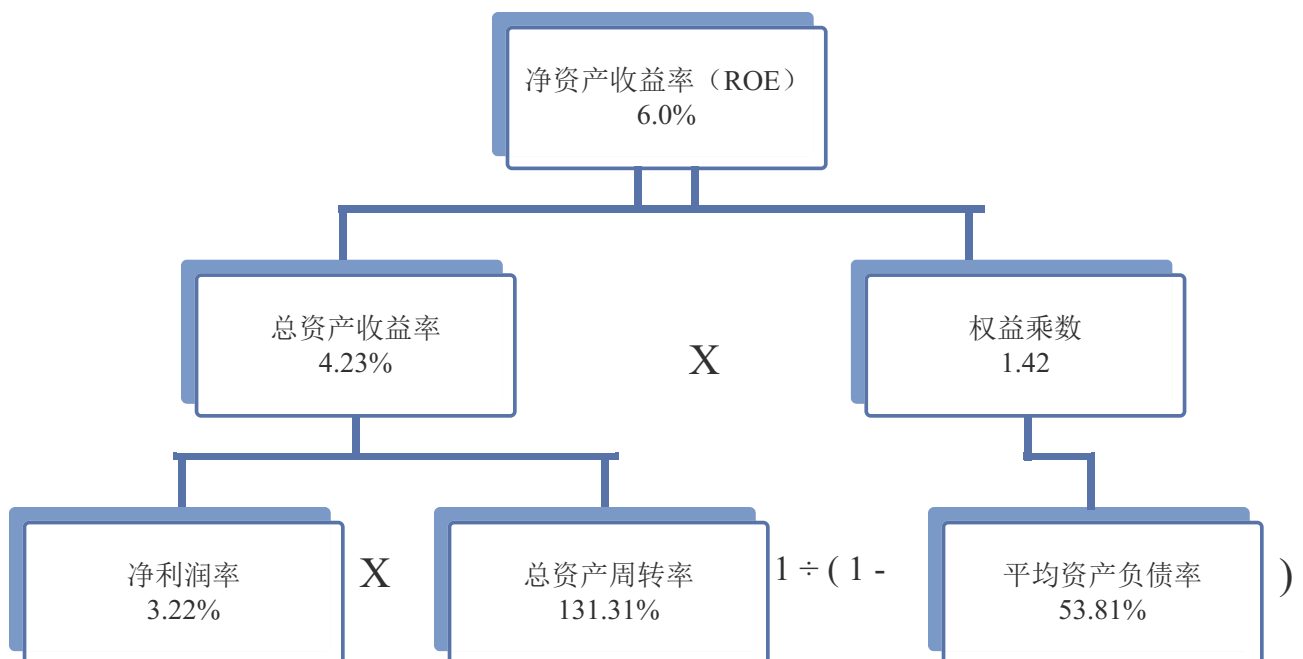 净资产收益率（ROE）
6.0%
总资产收益率
4.23%
X
权益乘数
1.42
净利润率
3.22%
X
总资产周转率
131.31%
1 ÷ ( 1 -
平均资产负债率
53.81%
)